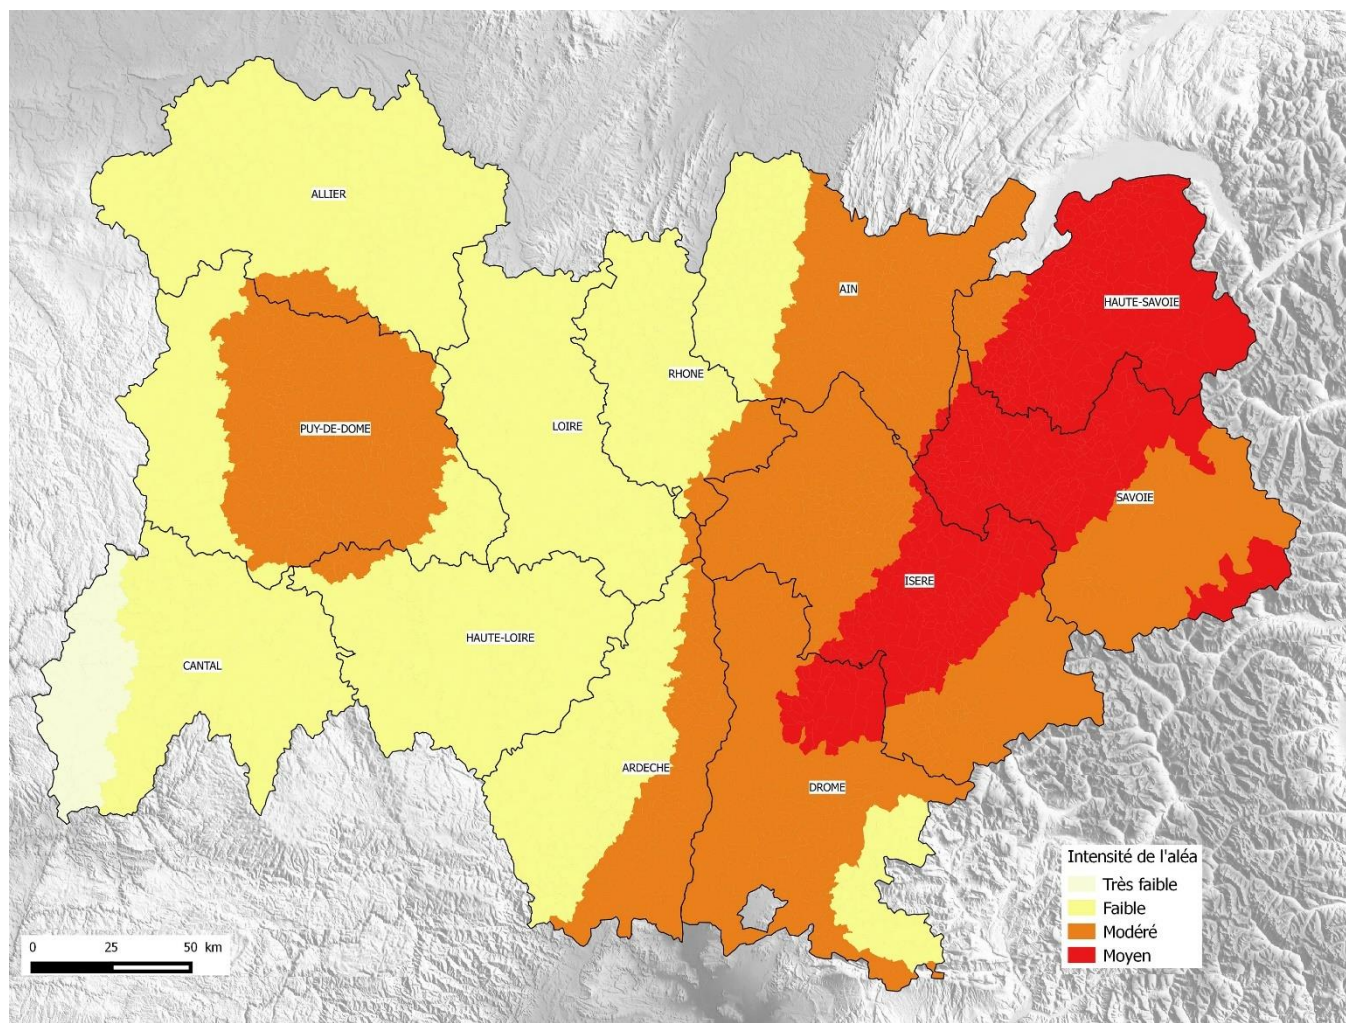 ALLIER
AIN
HAUTE-SAVOIE
RHONE
PUY-DE-DOME
LOIRE
SAVOIE
ISERE
HAUTE-LOIRE
CANTAL
ARDECHE
DROME
Intensité de l'aléa
Très faible
Faible
Modéré
Moyen
0 25 50 km